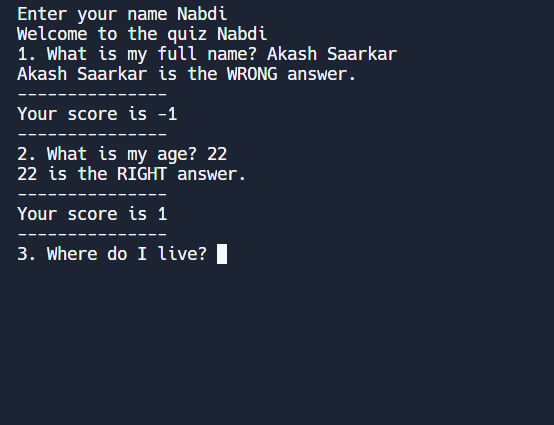 Enter your name Nabdi
Welcome to the quiz Nabdi
1. What is my full name? Akash Saarkar
Akash Saarkar is the WRONG answer.
---------------
Your score is -1
---------------
2. What is my age? 22
22 is the RIGHT answer.
---------------
Your score is 1
---------------
3. Where do I live?